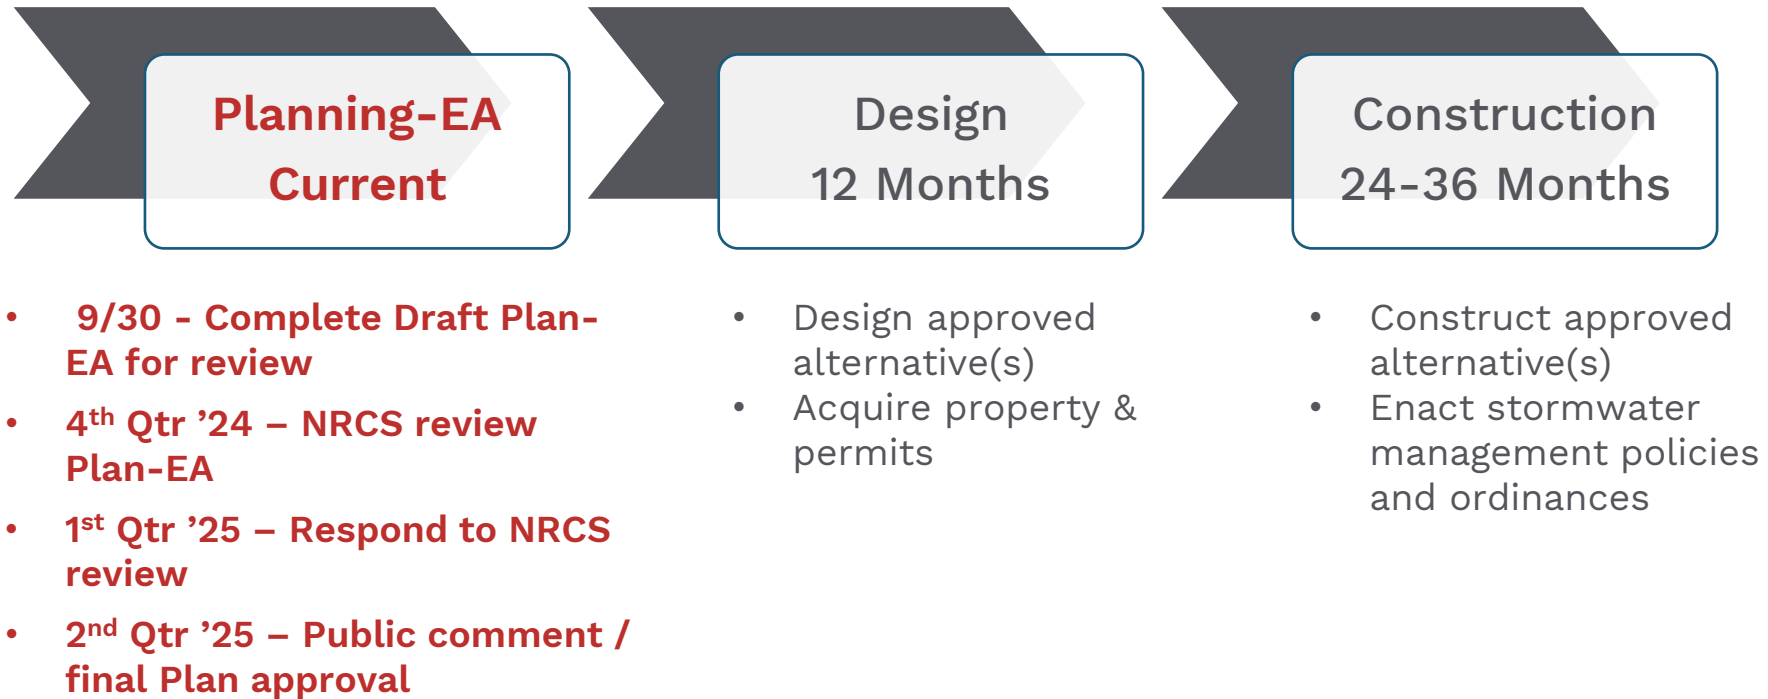 Planning-EA
Current
• 9/30 - Complete Draft Plan-
EA for review
• 4th Qtr ’24 – NRCS review
Plan-EA
• 1st Qtr ’25 – Respond to NRCS
review
• 2nd Qtr ’25 – Public comment /
final Plan approval
Design
12 Months
• Design approved
alternative(s)
• Acquire property &
permits
Construction
24-36 Months
• Construct approved
alternative(s)
• Enact stormwater
management policies
and ordinances